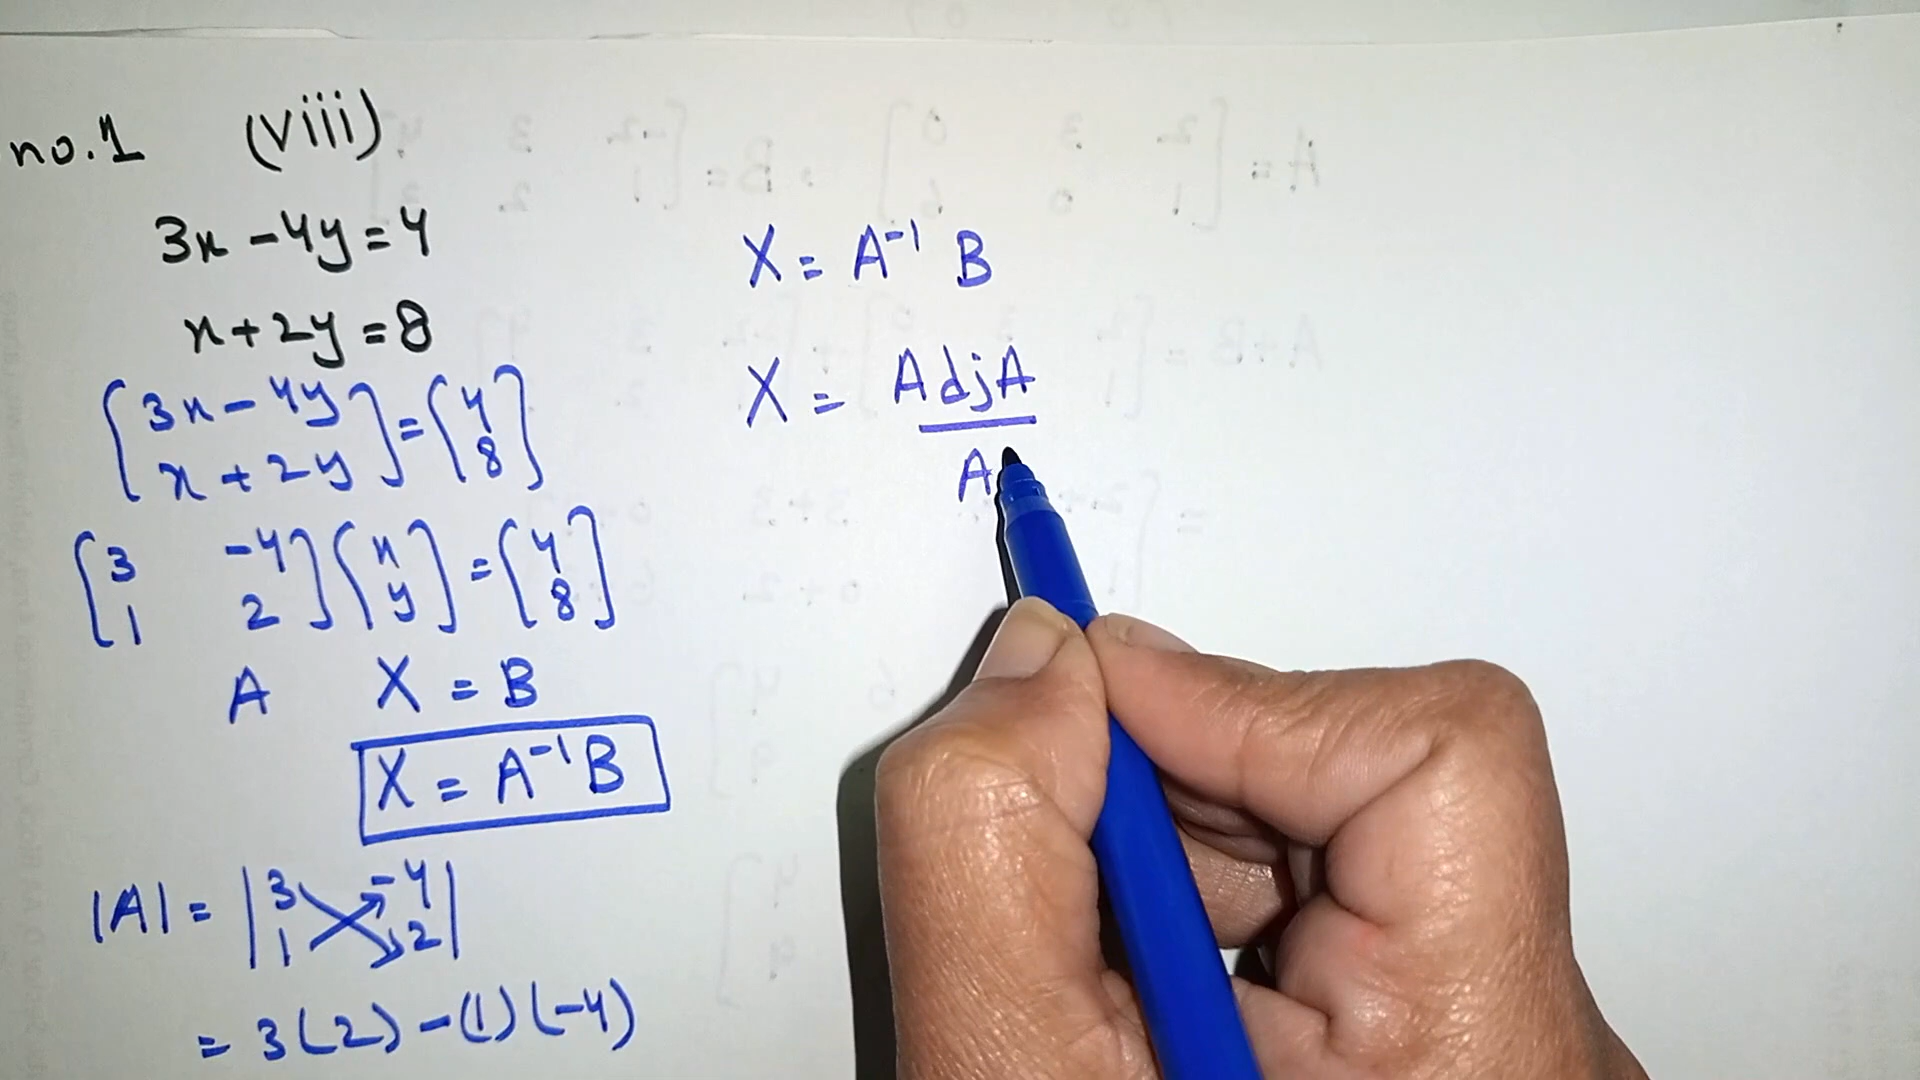 no.1 (viii)
3x - 4y = 4
x + 2y = 8
[3x - 4y] = [4]
[x + 2y] [8]
[3 -4] [x] = [4]
[1 2] [y] [8]
A X = B
X = A⁻¹B
|A| = |3 -4|
|1 2|
= 3(2) - (1)(-4)
X = A⁻¹ B
X = AdjA
A